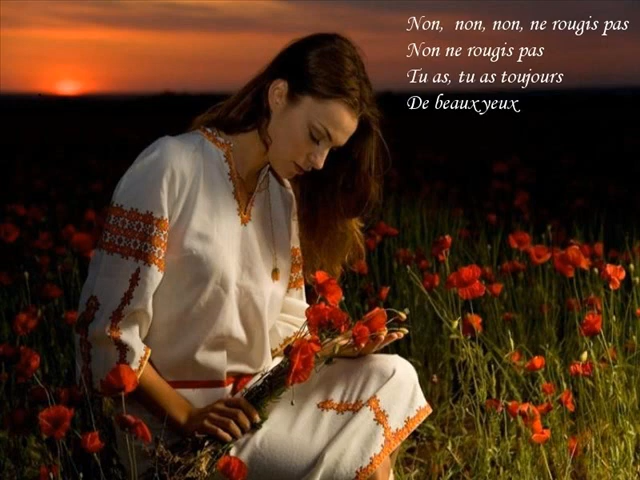 Non, non, non, ne rougis pas
Non ne rougis pas
Tu as, tu as toujours
De beaux yeux